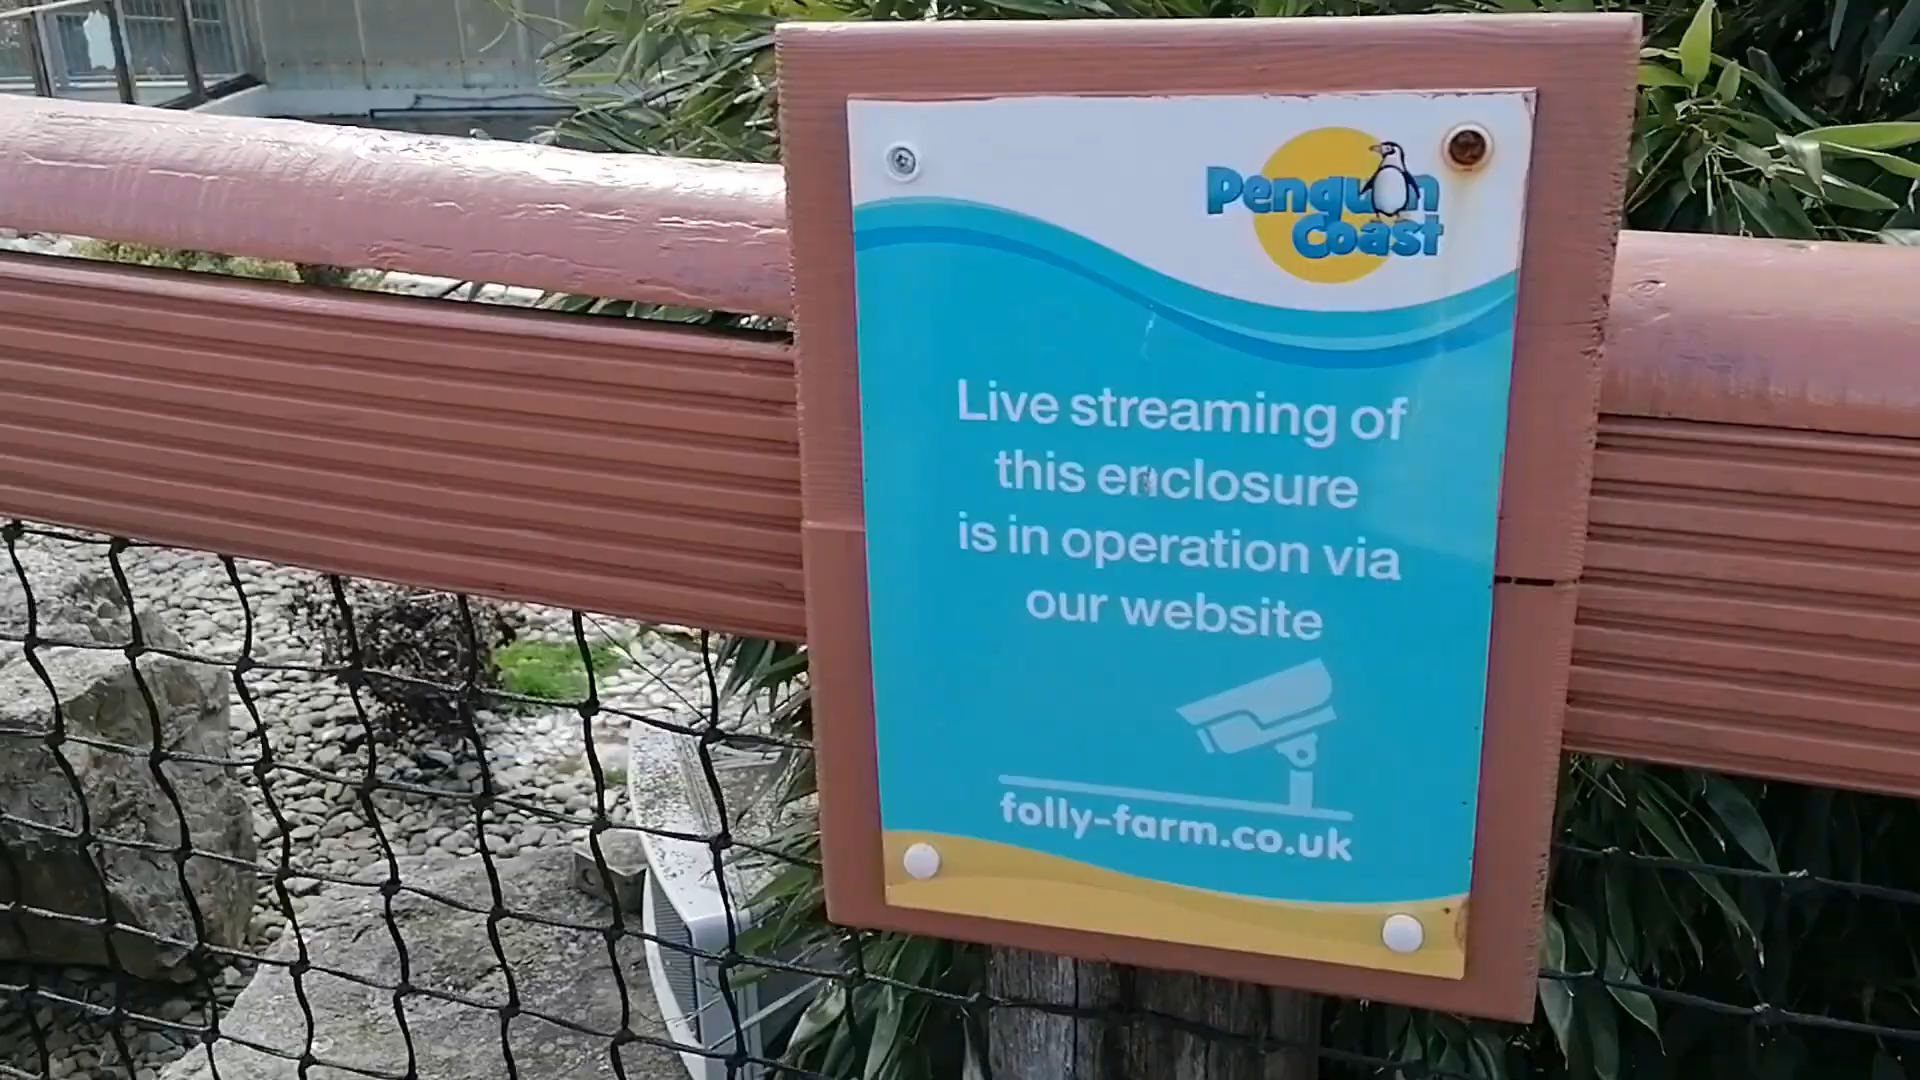 Penguin
Coast
Live streaming of
this enclosure
is in operation via
our website
folly-farm.co.uk